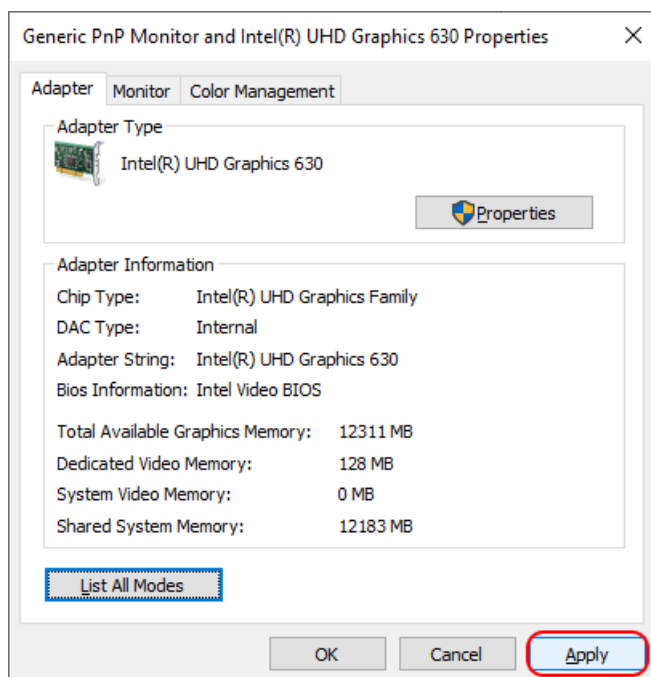 Generic PnP Monitor and Intel(R) UHD Graphics 630 Properties
Adapter Monitor Color Management
Adapter Type
Intel(R) UHD Graphics 630
Properties
Adapter Information
Chip Type: Intel(R) UHD Graphics Family
DAC Type: Internal
Adapter String: Intel(R) UHD Graphics 630
Bios Information: Intel Video BIOS
Total Available Graphics Memory: 12311 MB
Dedicated Video Memory: 128 MB
System Video Memory: 0 MB
Shared System Memory: 12183 MB
List All Modes
OK Cancel Apply